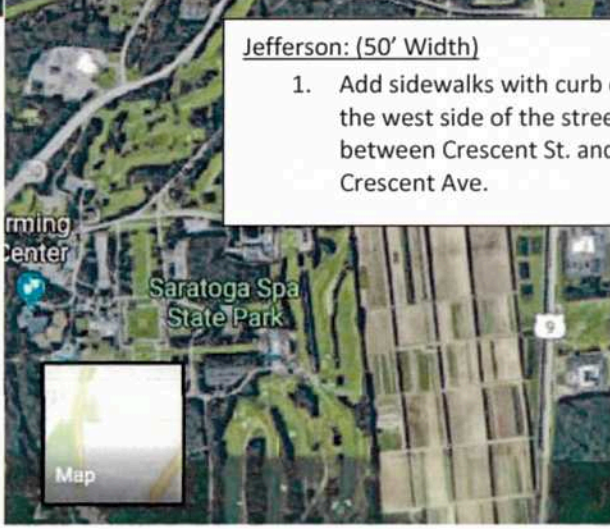 Jefferson: (50’ Width)
1. Add sidewalks with curb
the west side of the stree
between Crescent St. and
Crescent Ave.
rming
Center
Saratoga Spa
State Park
9
Map